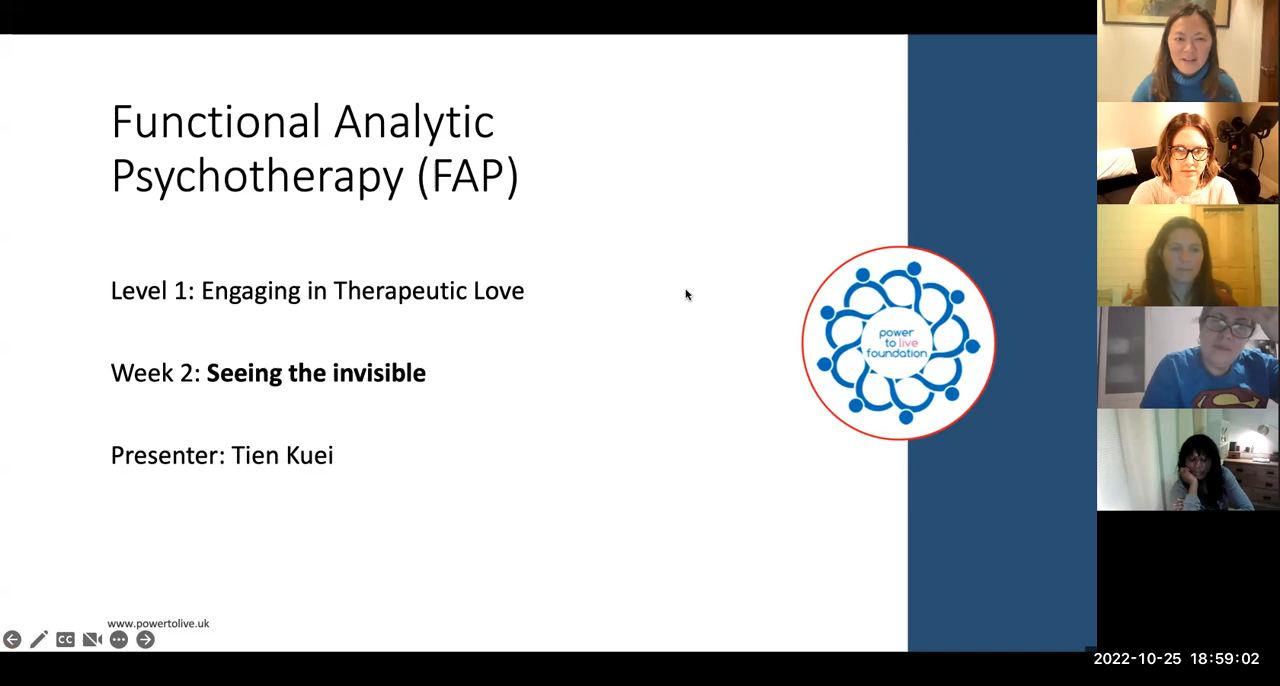 Functional Analytic
Psychotherapy (FAP)
Level 1: Engaging in Therapeutic Love
Week 2: Seeing the invisible
Presenter: Tien Kuei
power
to live
foundation
www.powertolive.uk
CC
2022-10-25 18:59:02